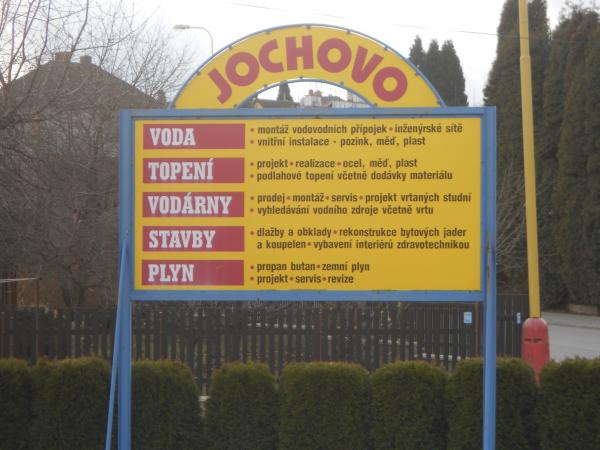 JOCHOVO
VODA
• montáž vodovodních přípojek • inženýrské sítě
• vnitřní instalace - pozink, měď, plast
TOPENÍ
• projekt • realizace • ocel, měď, plast
• podlahové topení včetně dodávky materiálu
VODÁRNY
• prodej • montáž • servis • projekt vrtaných studní
• vyhledávání vodního zdroje včetně vrtu
STAVBY
• dlažby a obklady • rekonstrukce bytových jader
a koupelen • vybavení interiérů zdravotechnikou
PLYN
• propan butan • zemní plyn
• projekt • servis • revize